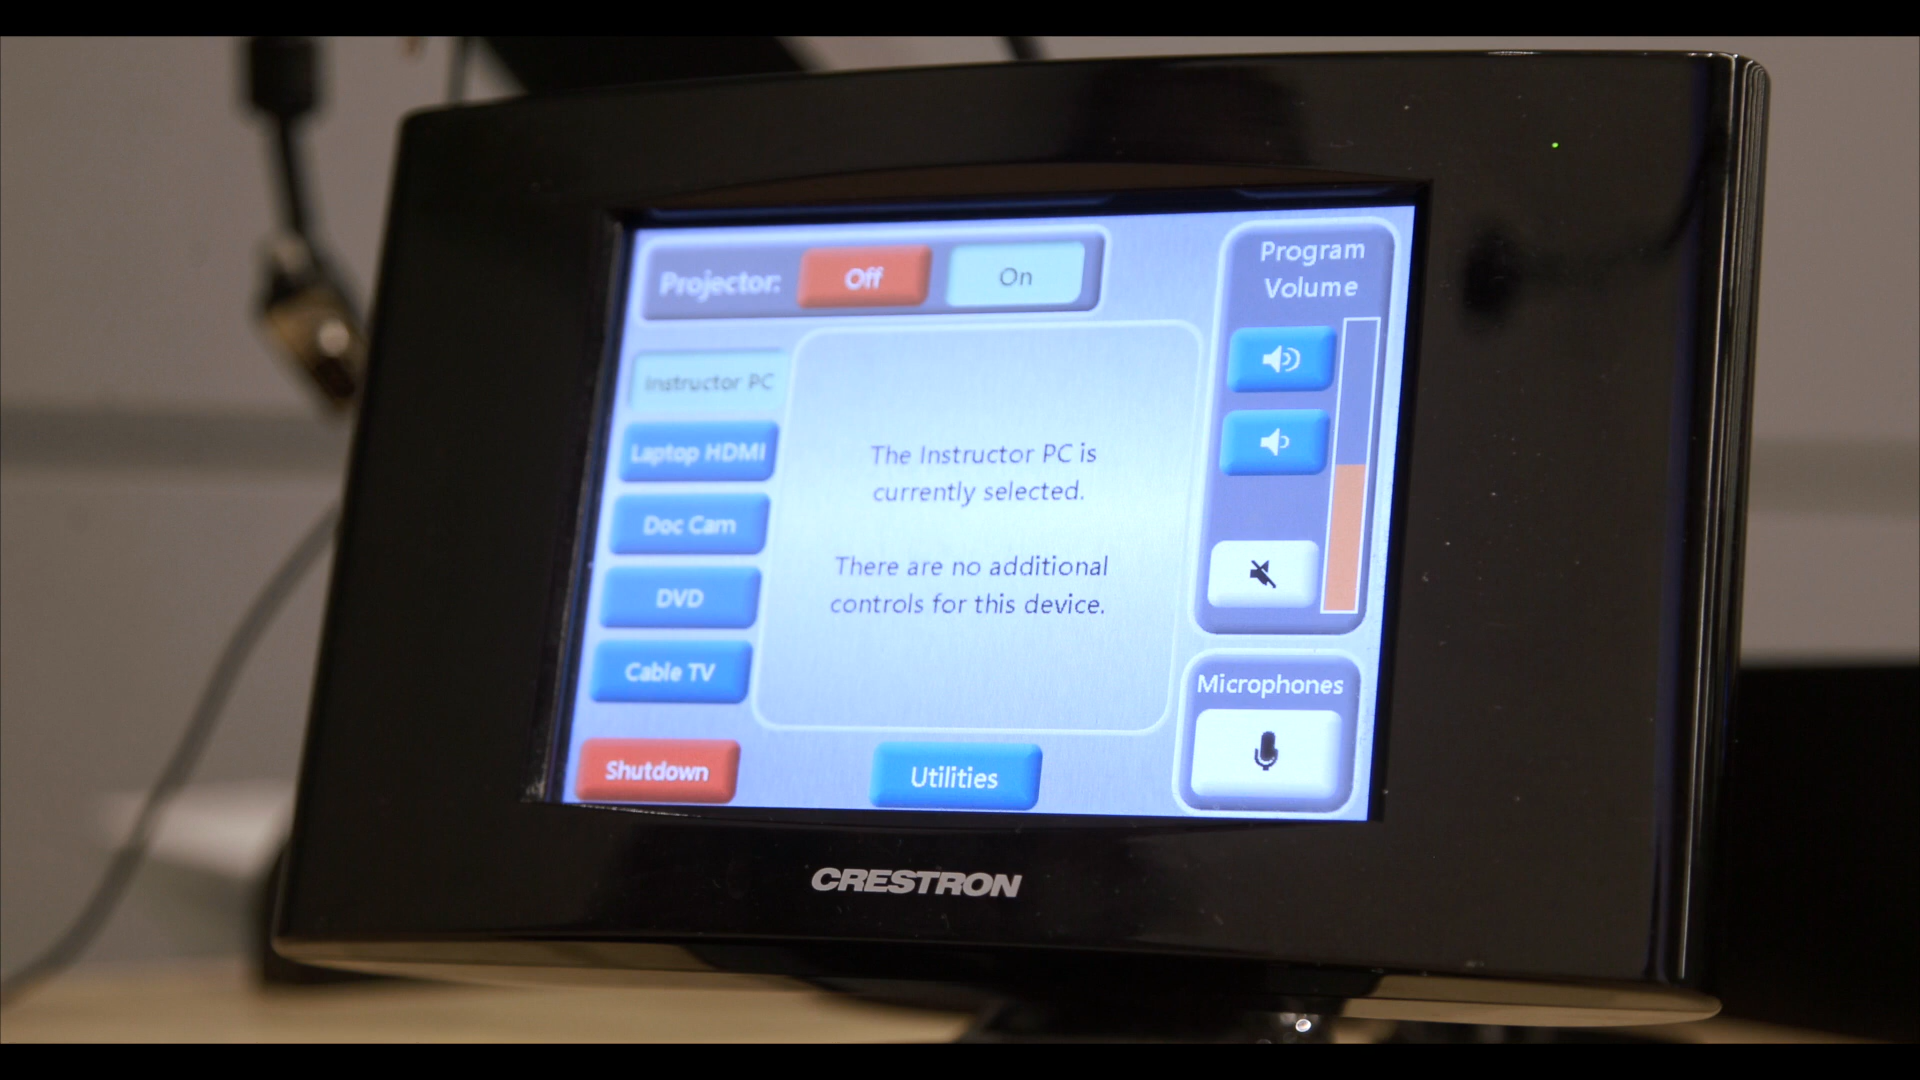 Projector: Off On
Program
Volume
Instructor PC
Laptop HDMI
Doc Cam
DVD
Cable TV
The Instructor PC is
currently selected.
There are no additional
controls for this device.
Microphones
Shutdown
Utilities
CRESTRON